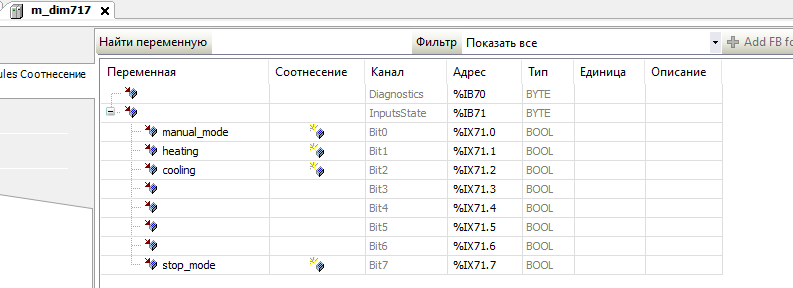 m_dim717
Найти переменную Фильтр Показать все Add FB fo
ules Соотнесение
Переменная Соотнесение Канал Адрес Тип Единица Описание
Diagnostics %IB70 BYTE
InputsState %IB71 BYTE
manual_mode Bit0 %IX71.0 BOOL
heating Bit1 %IX71.1 BOOL
cooling Bit2 %IX71.2 BOOL
Bit3 %IX71.3 BOOL
Bit4 %IX71.4 BOOL
Bit5 %IX71.5 BOOL
Bit6 %IX71.6 BOOL
stop_mode Bit7 %IX71.7 BOOL